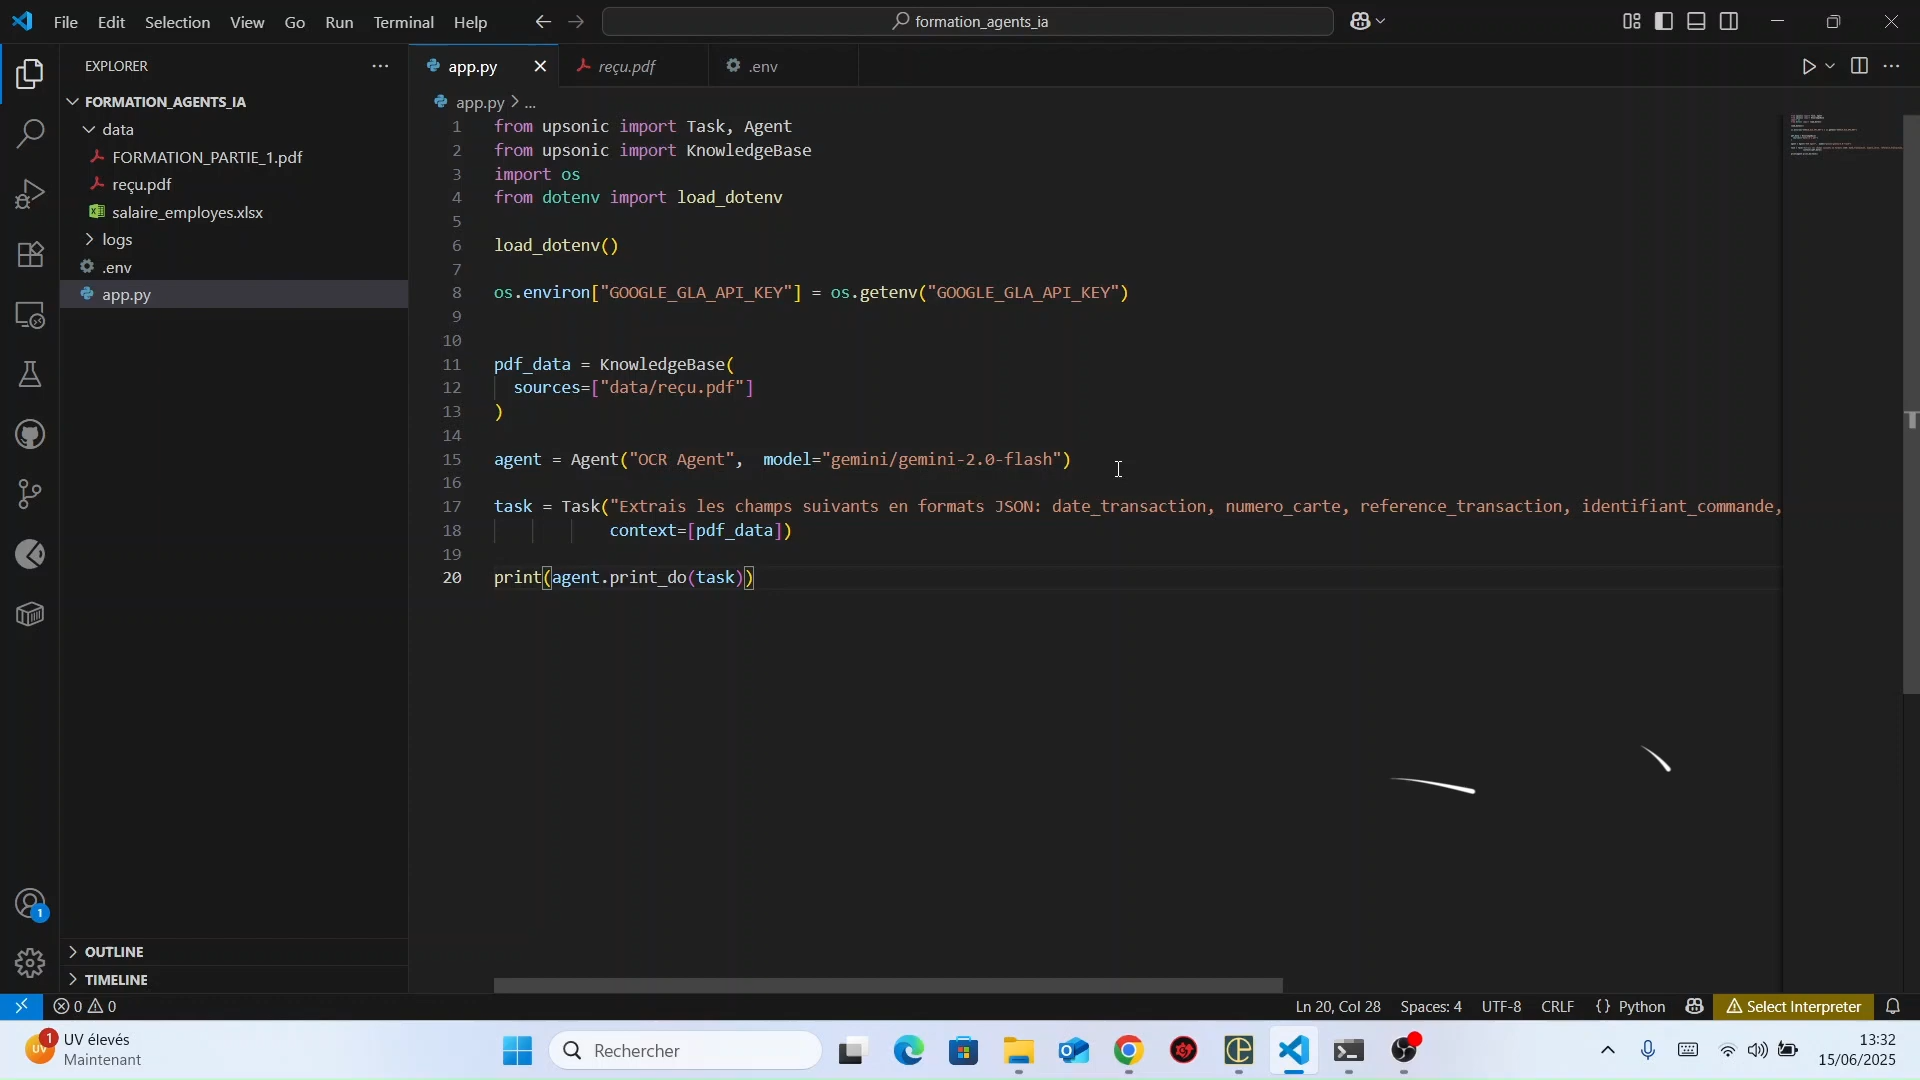 File Edit Selection View Go Run Terminal Help
formation_agents_ia
EXPLORER
FORMATION_AGENTS_IA
data
FORMATION_PARTIE_1.pdf
reçu.pdf
salaire_employes.xlsx
logs
.env
app.py
OUTLINE
TIMELINE
app.py reçu.pdf .env
app.py > ...
1 from upsonic import Task, Agent
2 from upsonic import KnowledgeBase
3 import os
4 from dotenv import load_dotenv
5
6 load_dotenv()
7
8 os.environ["GOOGLE_GLA_API_KEY"] = os.getenv("GOOGLE_GLA_API_KEY")
9
10
11 pdf_data = KnowledgeBase(
12 sources=["data/reçu.pdf"]
13 )
14
15 agent = Agent("OCR Agent", model="gemini/gemini-2.0-flash")
16
17 task = Task("Extrais les champs suivants en formats JSON: date_transaction, numero_carte, reference_transaction, identifiant_commande,
18 context=[pdf_data])
19
20 print(agent.print_do(task))
1
0 0
Ln 20, Col 28 Spaces: 4 UTF-8 CRLF {} Python Select Interpreter
1
UV
UV élevés
Maintenant
Rechercher
13:32
15/06/2025